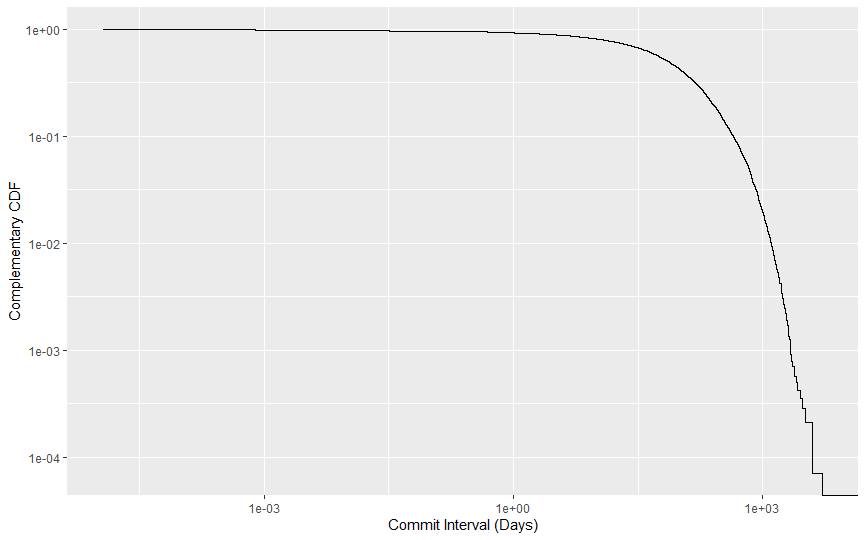 1e+00
1e-01
1e-02
1e-03
1e-04
Complementary CDF
1e-03 1e+00 1e+03
Commit Interval (Days)